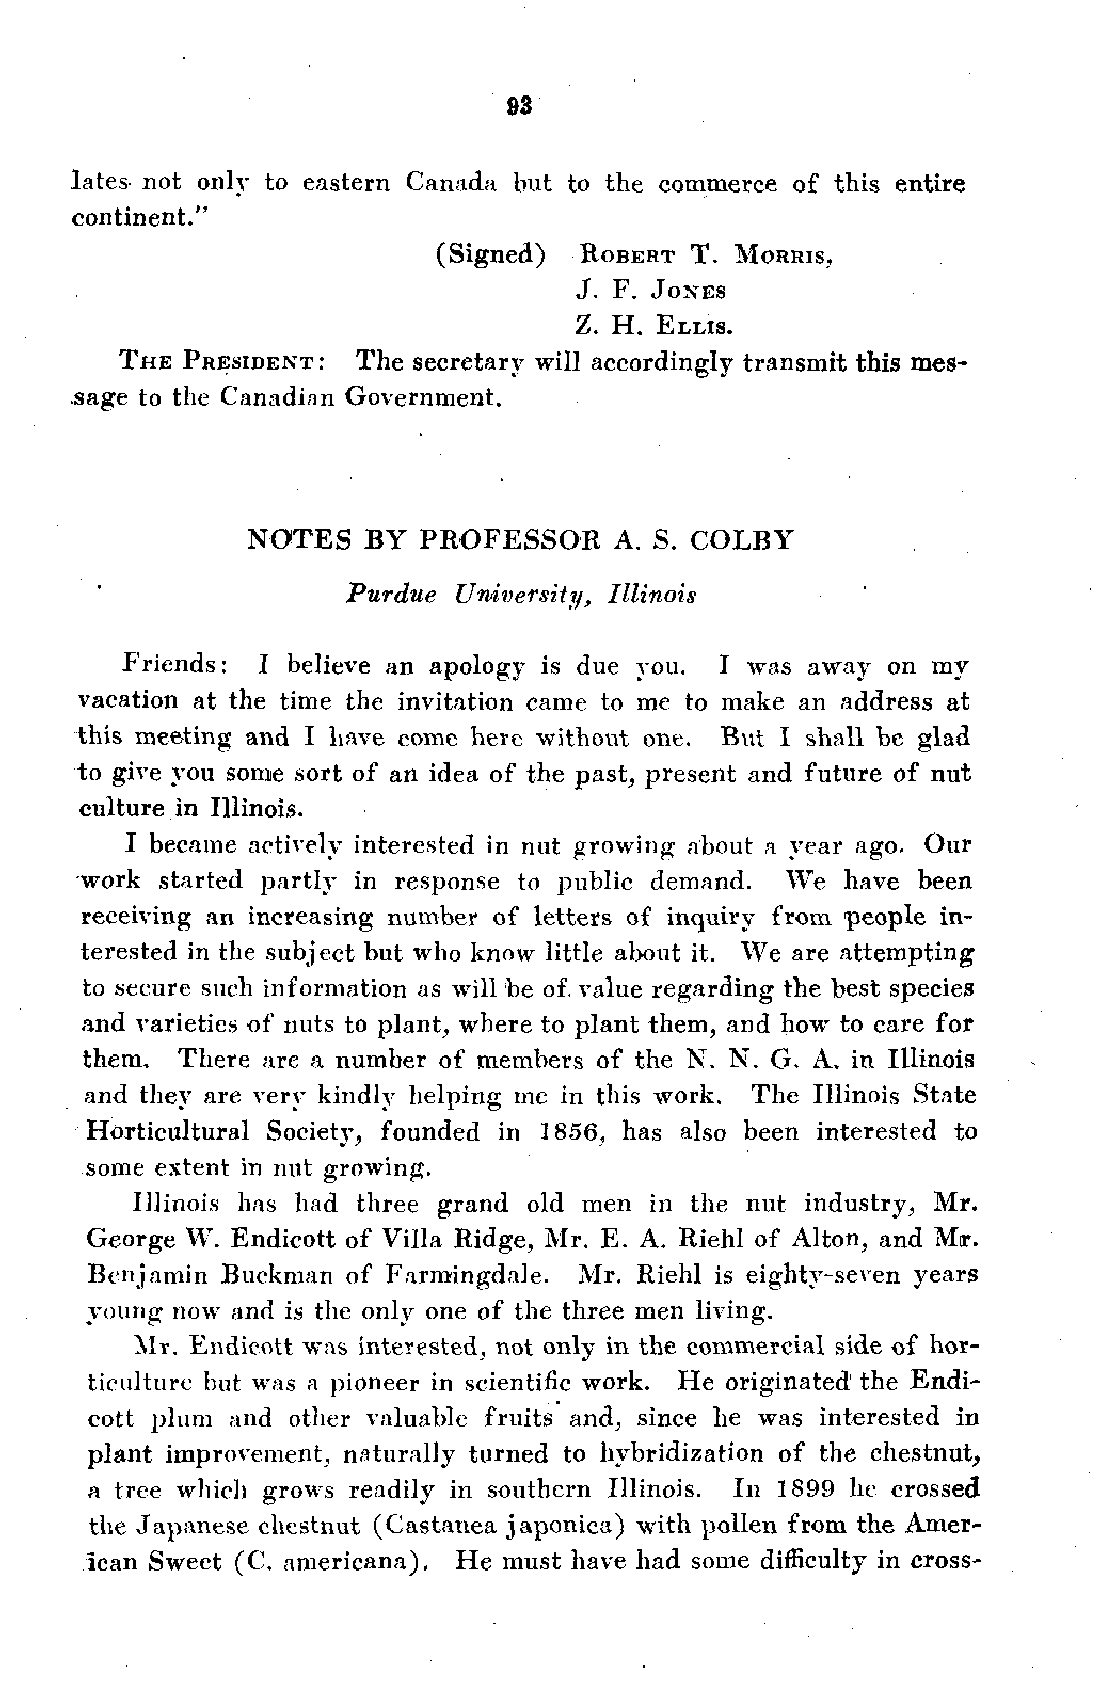 93
lates not only to eastern Canada but to the commerce of this entire
continent."
(Signed) ROBERT T. MORRIS,
J. F. JONES
Z. H. ELLIS.
THE PRESIDENT: The secretary will accordingly transmit this mes-
sage to the Canadian Government.
NOTES BY PROFESSOR A. S. COLBY
Purdue University, Illinois
Friends: I believe an apology is due you. I was away on my
vacation at the time the invitation came to me to make an address at
this meeting and I have come here without one. But I shall be glad
to give you some sort of an idea of the past, present and future of nut
culture in Illinois.
I became actively interested in nut growing about a year ago. Our
work started partly in response to public demand. We have been
receiving an increasing number of letters of inquiry from people in-
terested in the subject but who know little about it. We are attempting
to secure such information as will be of value regarding the best species
and varieties of nuts to plant, where to plant them, and how to care for
them. There are a number of members of the N. N. G. A. in Illinois
and they are very kindly helping me in this work. The Illinois State
Horticultural Society, founded in 1856, has also been interested to
some extent in nut growing.
Illinois has had three grand old men in the nut industry, Mr.
George W. Endicott of Villa Ridge, Mr. E. A. Riehl of Alton, and Mr.
Benjamin Buckman of Farmingdale. Mr. Riehl is eighty-seven years
young now and is the only one of the three men living.
Mr. Endicott was interested, not only in the commercial side of hor-
ticulture but was a pioneer in scientific work. He originated the Endi-
cott plum and other valuable fruits and, since he was interested in
plant improvement, naturally turned to hybridization of the chestnut,
a tree which grows readily in southern Illinois. In 1899 he crossed
the Japanese chestnut (Castanea japonica) with pollen from the Amer-
ican Sweet (C. americana). He must have had some difficulty in cross-